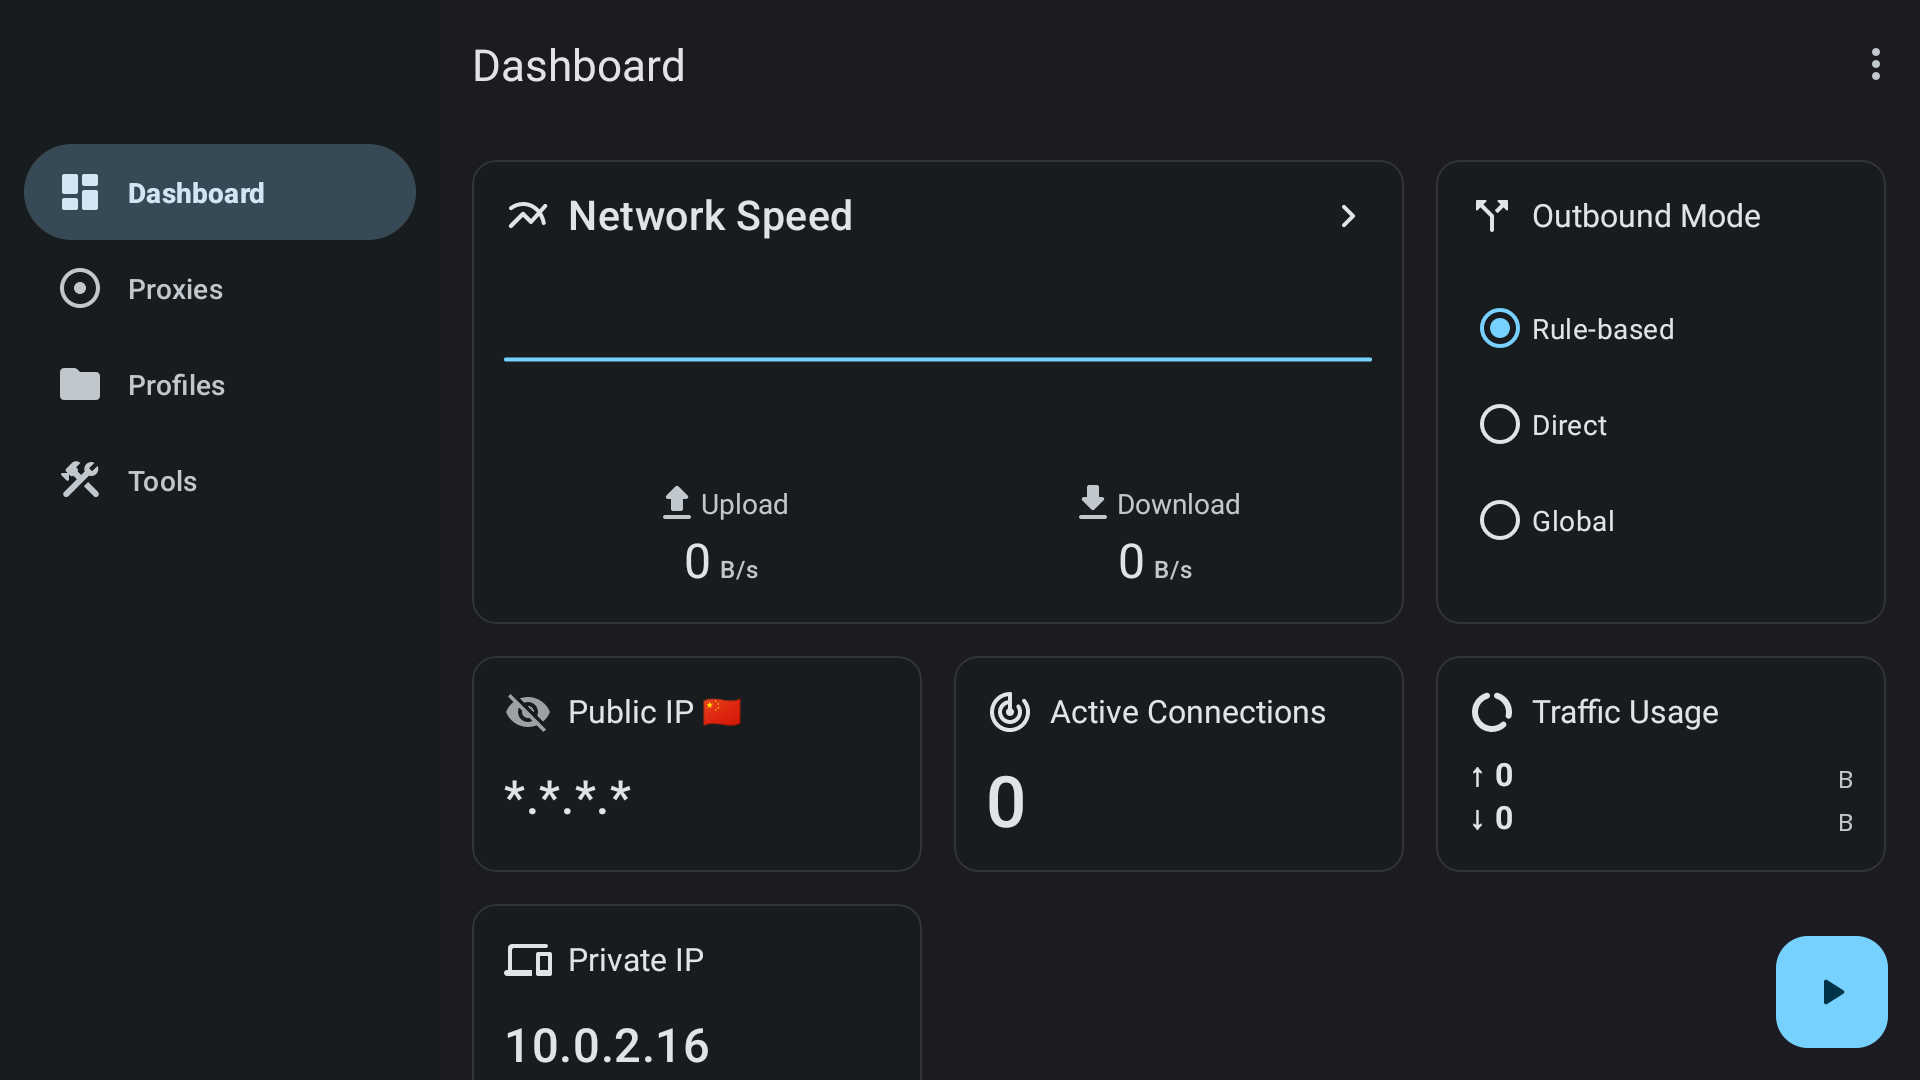 Dashboard
Dashboard
Proxies
Profiles
Tools
Network Speed
Upload
0 B/s
Download
0 B/s
Outbound Mode
Rule-based
Direct
Global
Public IP 🇨🇳
*.*.*.*
Active Connections
0
Traffic Usage
↑ 0 B
↓ 0 B
Private IP
10.0.2.16